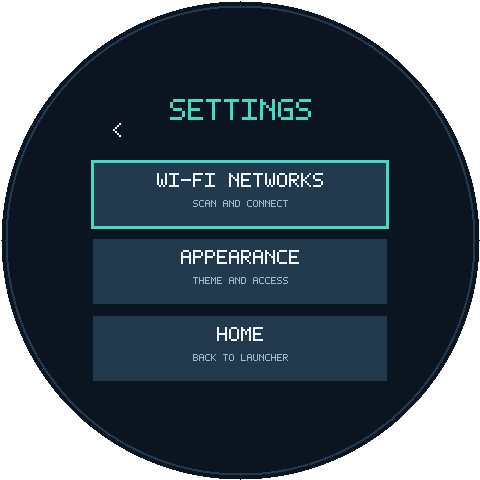 SETTINGS
<
WI-FI NETWORKS
SCAN AND CONNECT
APPEARANCE
THEME AND ACCESS
HOME
BACK TO LAUNCHER